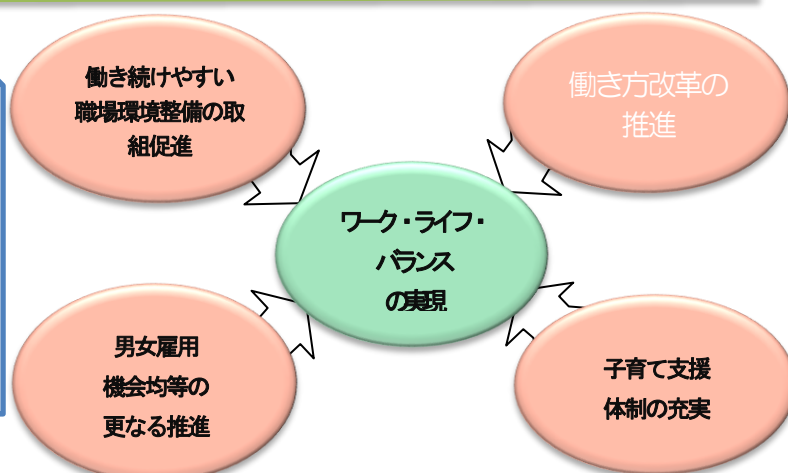 働き続けやすい
職場環境整備の取
組促進
働き方改革の
推進
ワーク・ライフ・
バランス
の実現
男女雇用
機会均等の
更なる推進
子育て支援
体制の充実